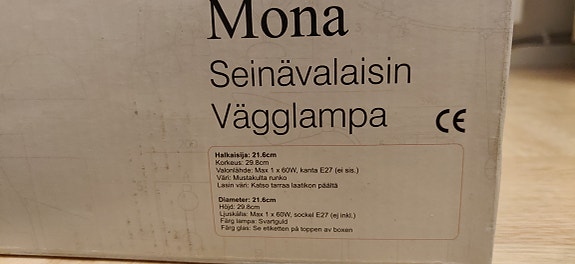 Mona
Seinävalaisin
Vägglampa
CE
Halkaisija: 21.6cm
Korkeus: 29.8cm
Valonlähde: Max 1 x 60W, kanta E27 (ei sis.)
Väri: Mustakulta runko
Lasin väri: Katso tarraa laatikon päältä
Diameter: 21.6cm
Höjd: 29.8cm
Ljuskälla: Max 1 x 60W, sockel E27 (ej inkl.)
Färg lampa: Svartguld
Färg glas: Se etiketten på toppen av boxen